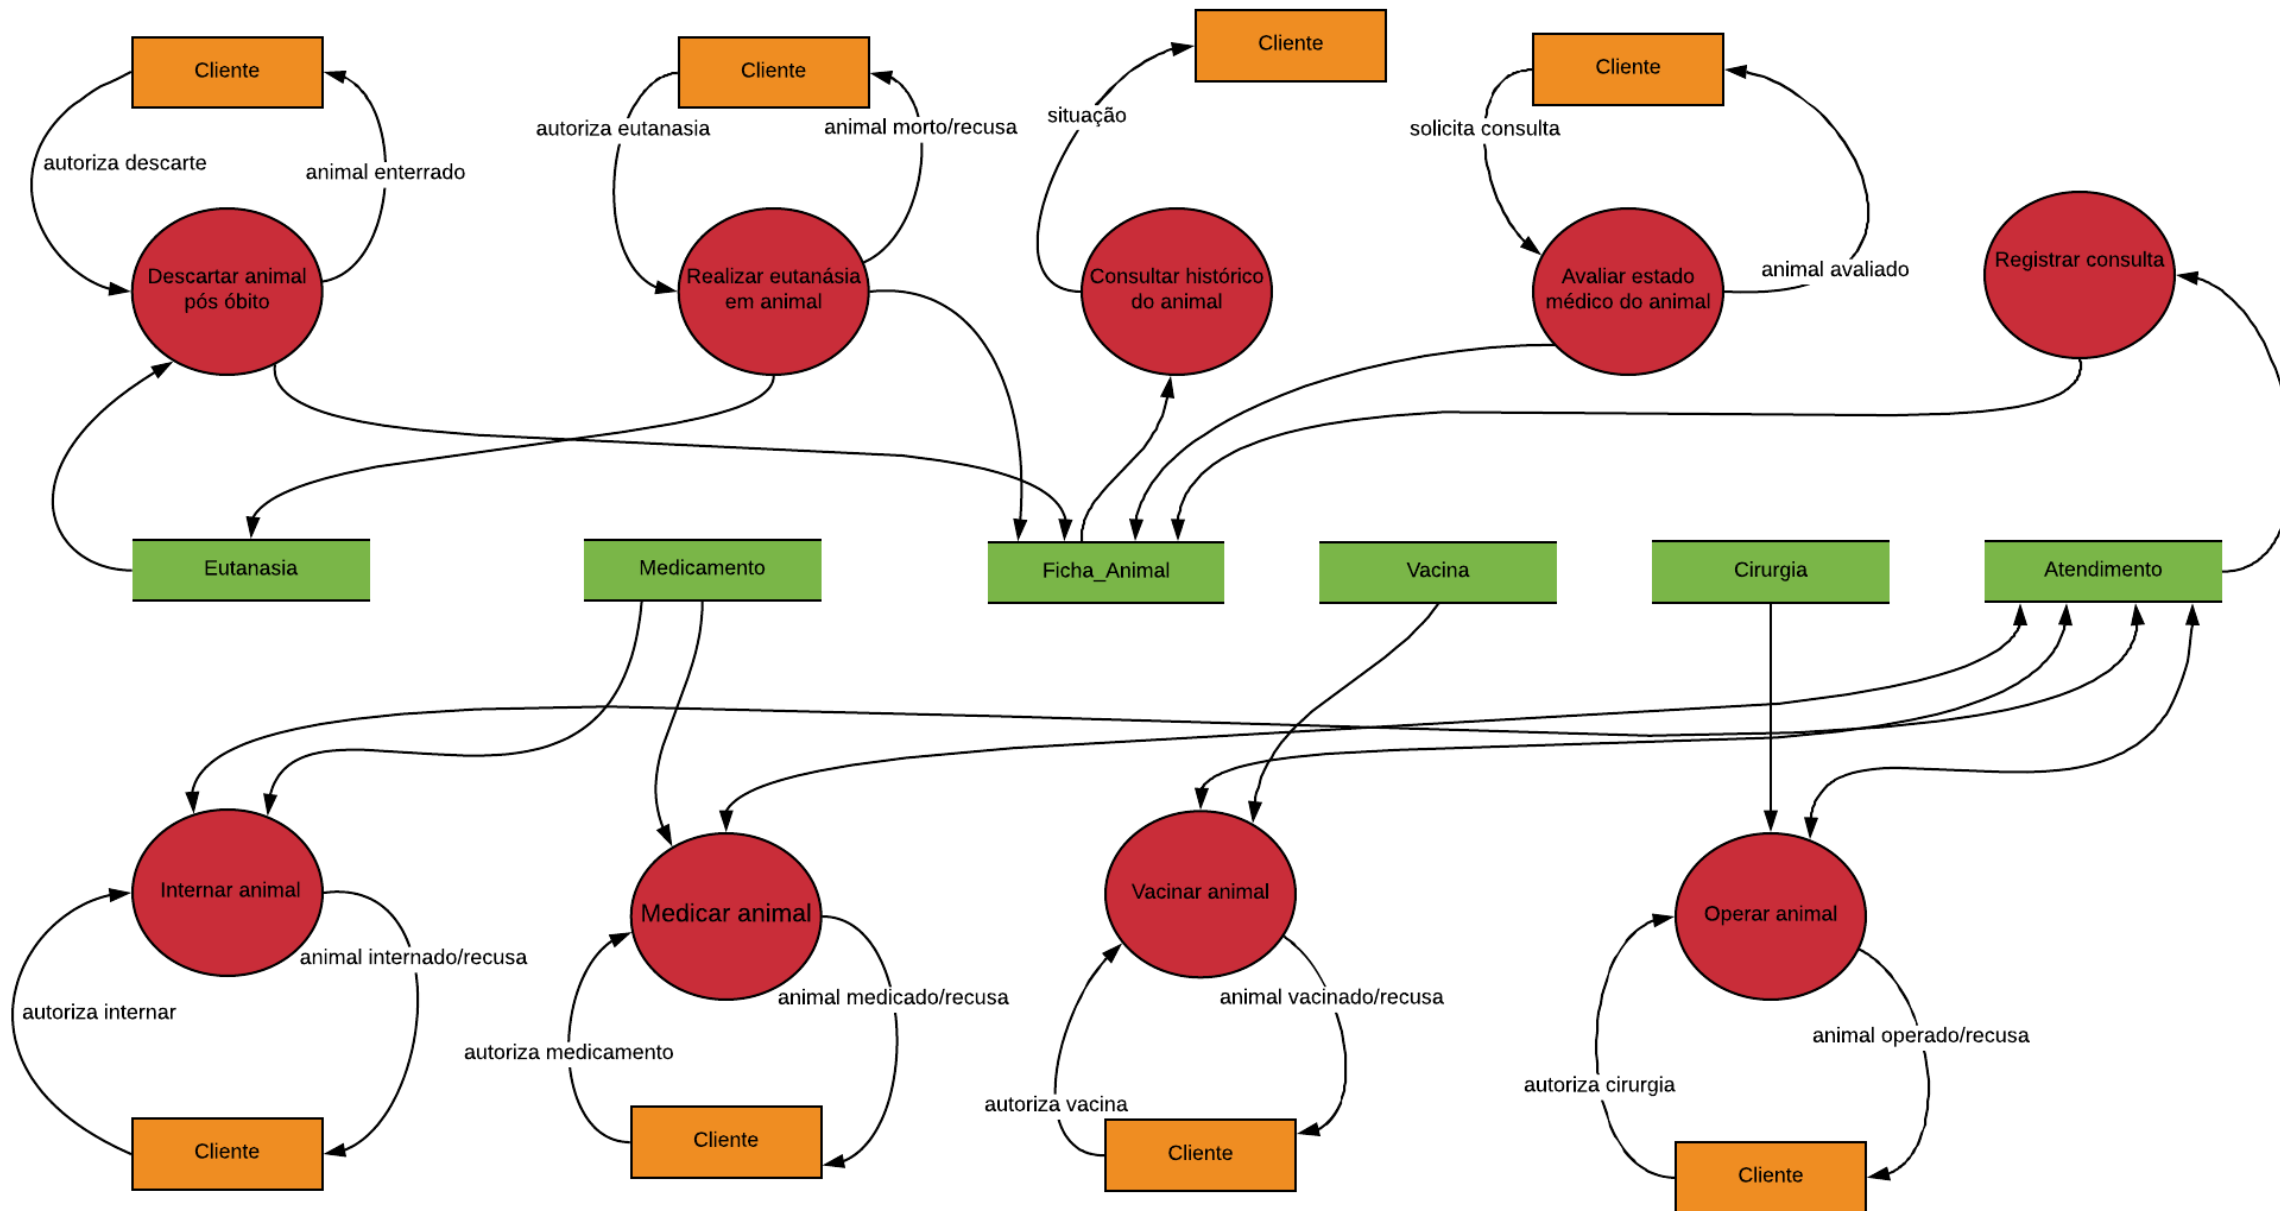 Cliente
Cliente
Cliente
Cliente
autoriza descarte
animal enterrado
autoriza eutanasia
animal morto/recusa
situação
solicita consulta
animal avaliado
Descartar animal
pós óbito
Realizar eutanásia
em animal
Consultar histórico
do animal
Avaliar estado
médico do animal
Registrar consulta
Eutanasia
Medicamento
Ficha_Animal
Vacina
Cirurgia
Atendimento
Internar animal
Medicar animal
Vacinar animal
Operar animal
autoriza internar
animal internado/recusa
autoriza medicamento
animal medicado/recusa
autoriza vacina
animal vacinado/recusa
autoriza cirurgia
animal operado/recusa
Cliente
Cliente
Cliente
Cliente